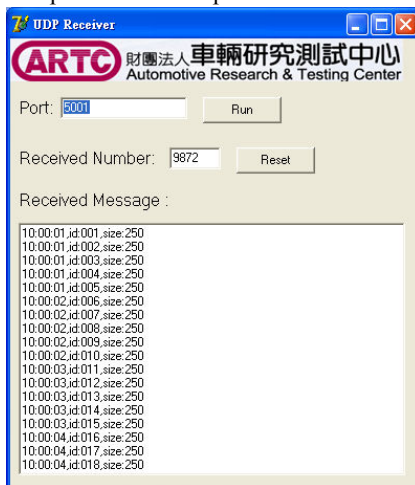 UDP Receiver
ARTC 財團法人車輛研究測試中心
Automotive Research & Testing Center
Port: 5001 Run
Received Number: 9872 Reset
Received Message :
10:00:01,id:001,size:250
10:00:01,id:002,size:250
10:00:01,id:003,size:250
10:00:01,id:004,size:250
10:00:01,id:005,size:250
10:00:02,id:006,size:250
10:00:02,id:007,size:250
10:00:02,id:008,size:250
10:00:02,id:009,size:250
10:00:02,id:010,size:250
10:00:03,id:011,size:250
10:00:03,id:012,size:250
10:00:03,id:013,size:250
10:00:03,id:014,size:250
10:00:03,id:015,size:250
10:00:04,id:016,size:250
10:00:04,id:017,size:250
10:00:04,id:018,size:250